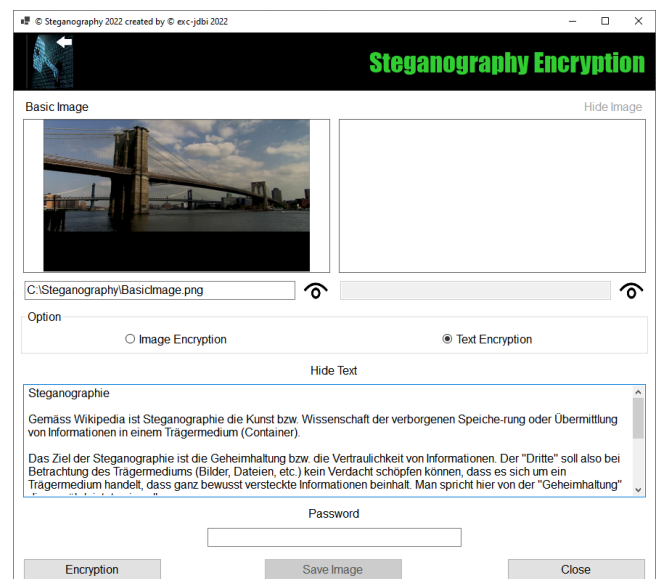 © Steganography 2022 created by © exc-jdbi 2022
Steganography Encryption
Basic Image
Hide Image
C:\Steganography\BasicImage.png
Option
Image Encryption
Text Encryption
Hide Text
Steganographie
Gemäss Wikipedia ist Steganographie die Kunst bzw. Wissenschaft der verborgenen Speiche-rung oder Übermittlung
von Informationen in einem Trägermedium (Container).
Das Ziel der Steganographie ist die Geheimhaltung bzw. die Vertraulichkeit von Informationen. Der "Dritte" soll also bei
Betrachtung des Trägermediums (Bilder, Dateien, etc.) kein Verdacht schöpfen können, dass es sich um ein
Trägermedium handelt, dass ganz bewusst versteckte Informationen beinhalt. Man spricht hier von der "Geheimhaltung"
Password
Encryption
Save Image
Close